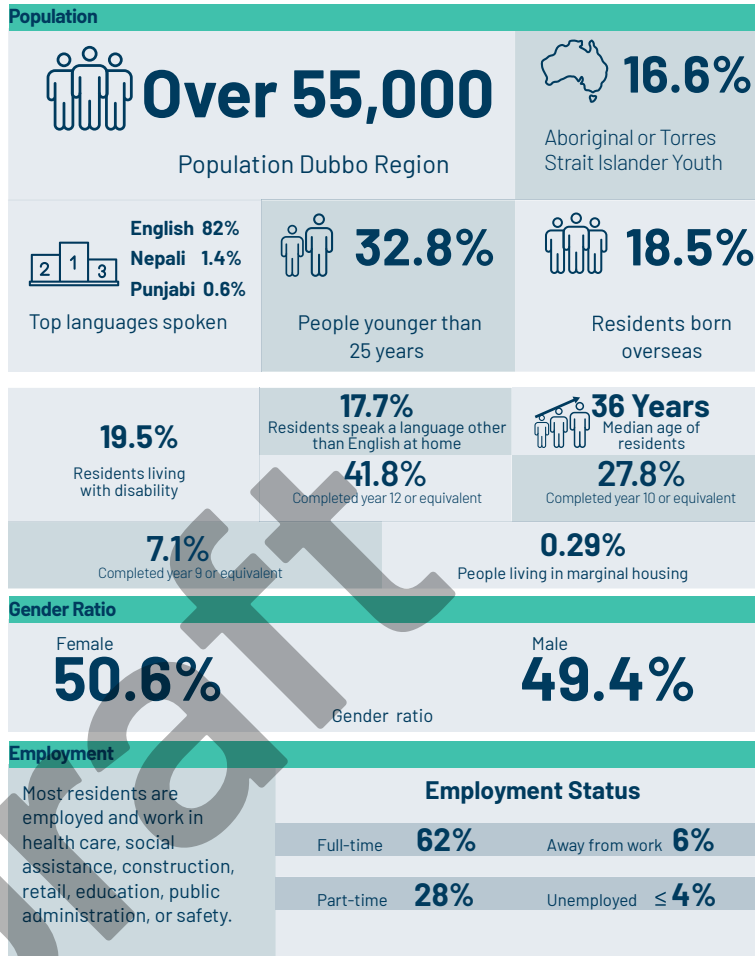 Population
Over 55,000
Population Dubbo Region
16.6%
Aboriginal or Torres
Strait Islander Youth
2 1 3
English 82%
Nepali 1.4%
Punjabi 0.6%
Top languages spoken
32.8%
People younger than
25 years
18.5%
Residents born
overseas
19.5%
Residents living
with disability
17.7%
Residents speak a language other
than English at home
36 Years
Median age of
residents
41.8%
Completed year 12 or equivalent
27.8%
Completed year 10 or equivalent
7.1%
Completed year 9 or equivalent
0.29%
People living in marginal housing
Gender Ratio
Female
50.6%
Male
49.4%
Gender ratio
Employment
Most residents are
employed and work in
health care, social
assistance, construction,
retail, education, public
administration, or safety.
Employment Status
Full-time 62%
Away from work 6%
Part-time 28%
Unemployed ≤ 4%
Draft